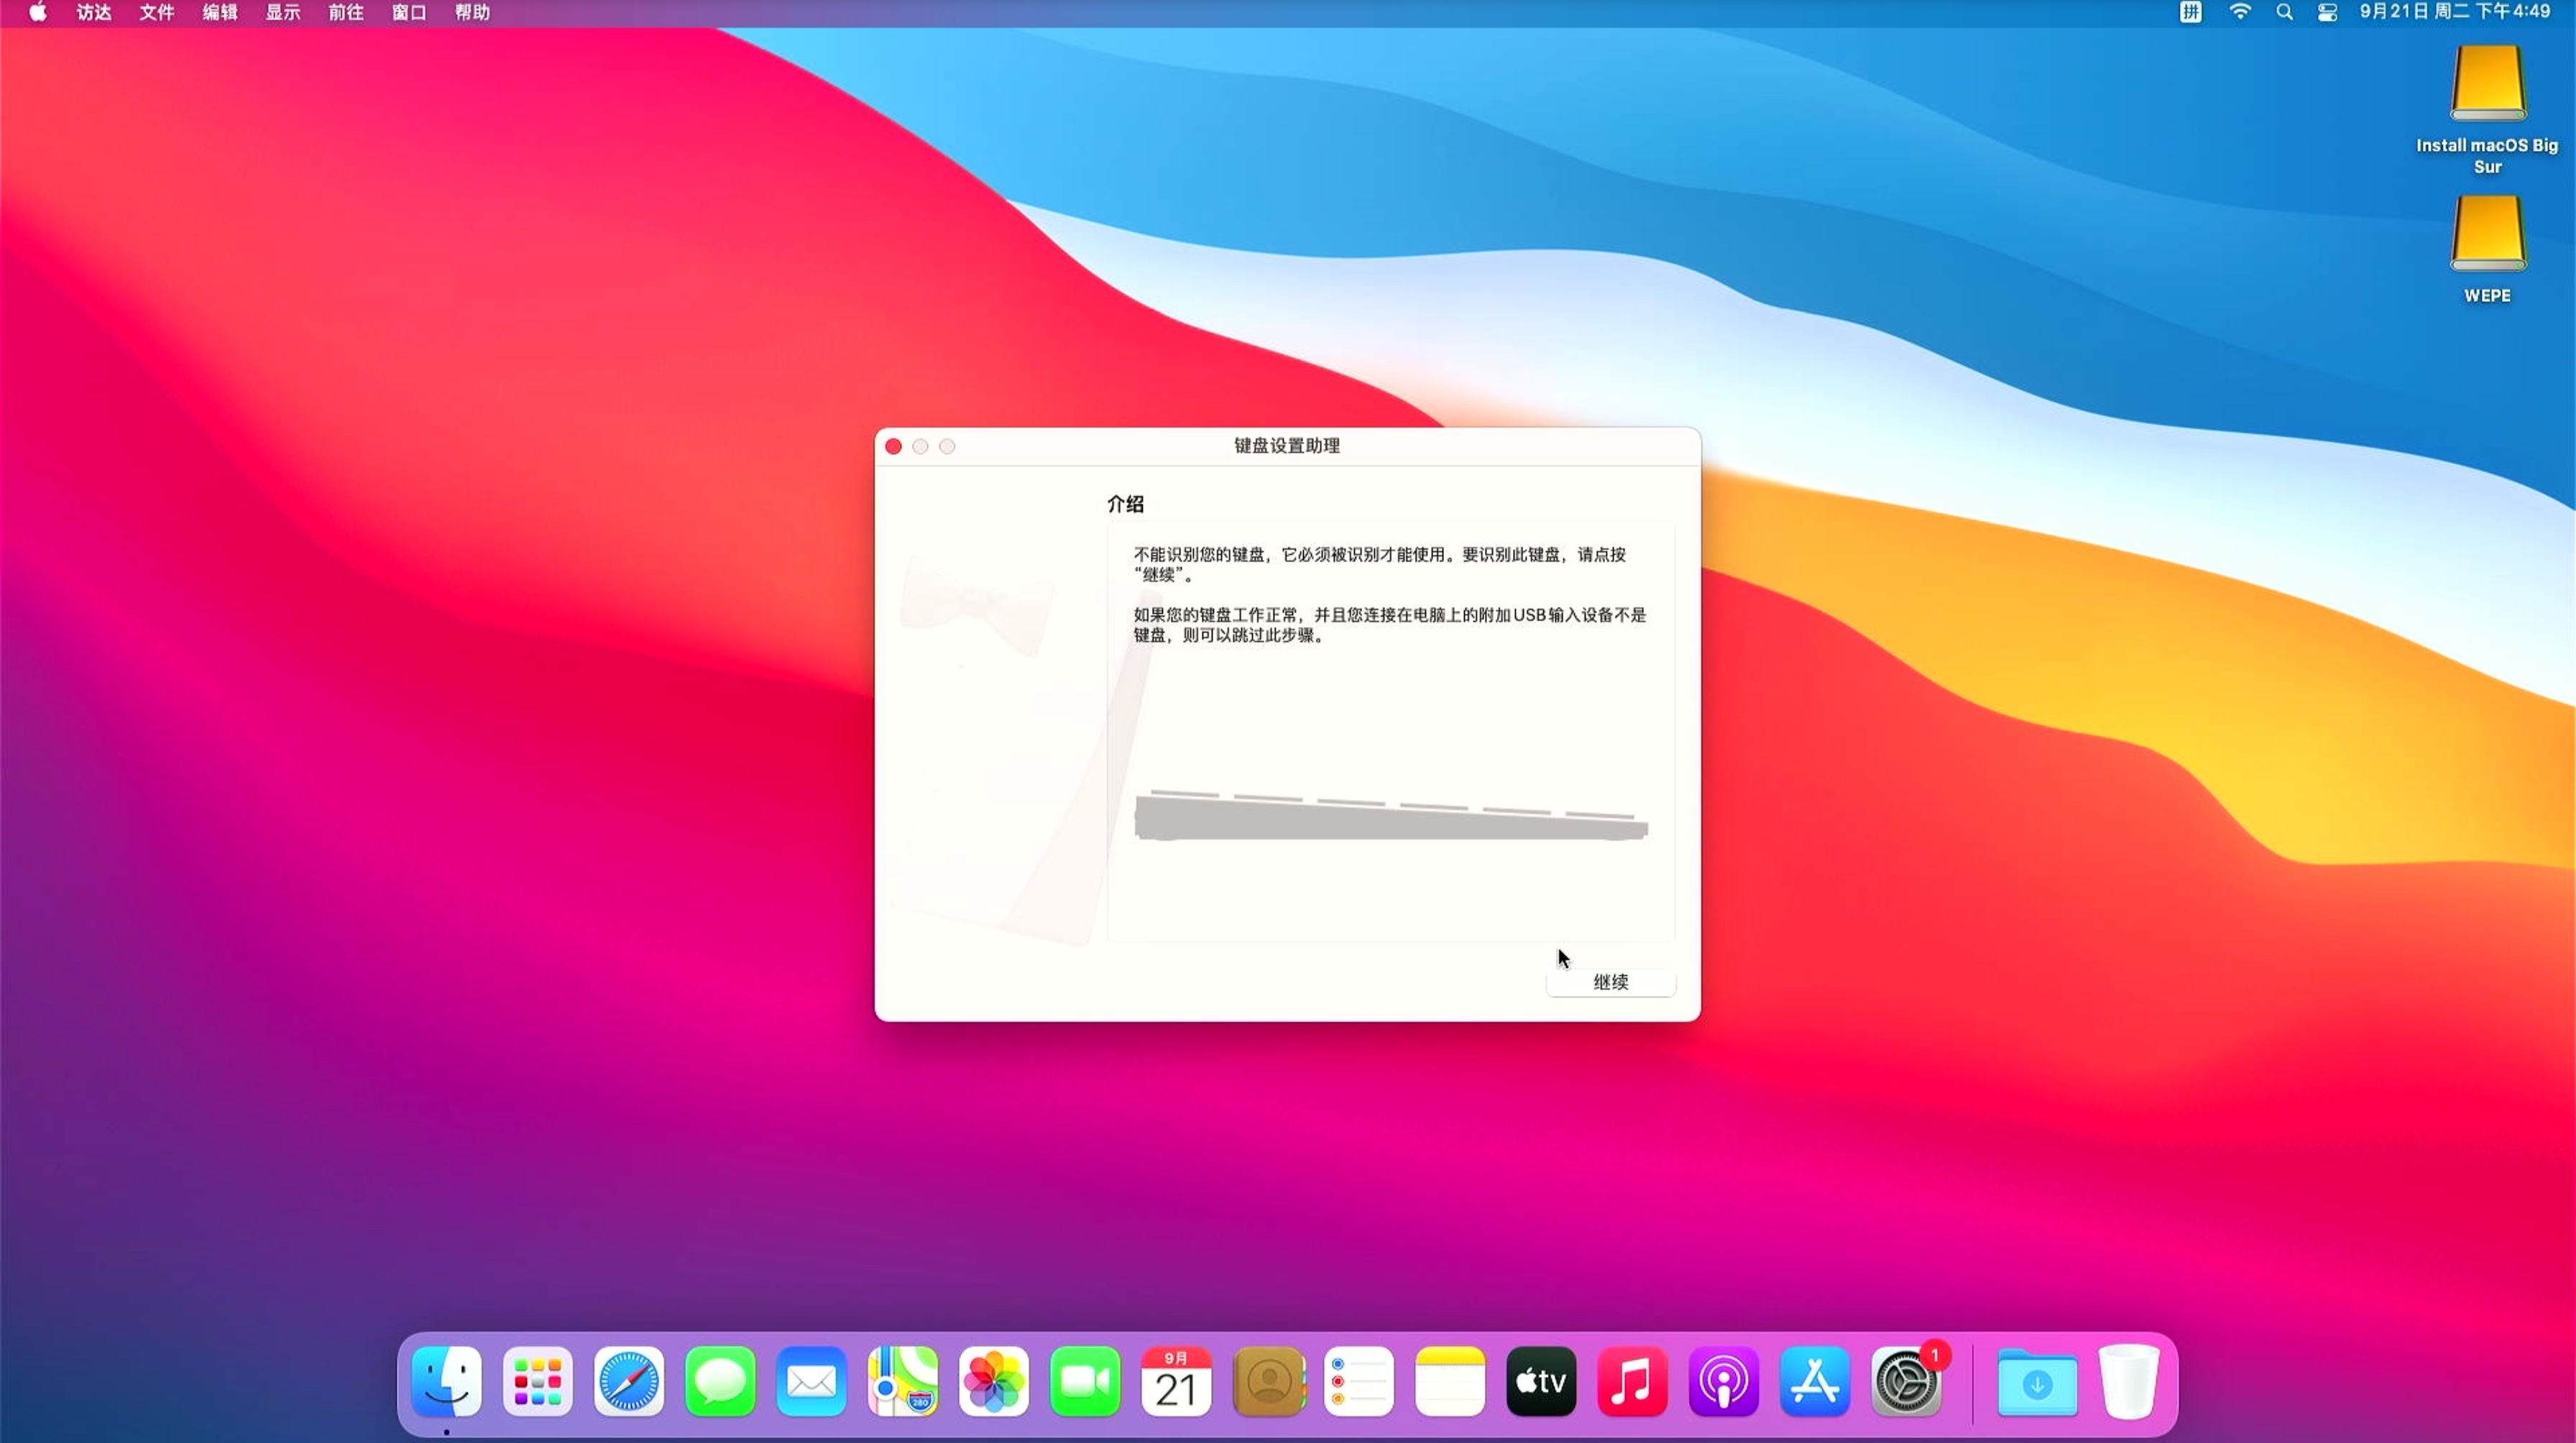 访达 文件 编辑 显示 前往 窗口 帮助
拼 9月21日 周二 下午4:49
Install macOS Big
Sur
WEPE
键盘设置助理
介绍
不能识别您的键盘，它必须被识别才能使用。要识别此键盘，请点按
“继续”。
如果您的键盘工作正常，并且您连接在电脑上的附加USB输入设备不是
键盘，则可以跳过此步骤。
继续
280
9月
21
tv
1